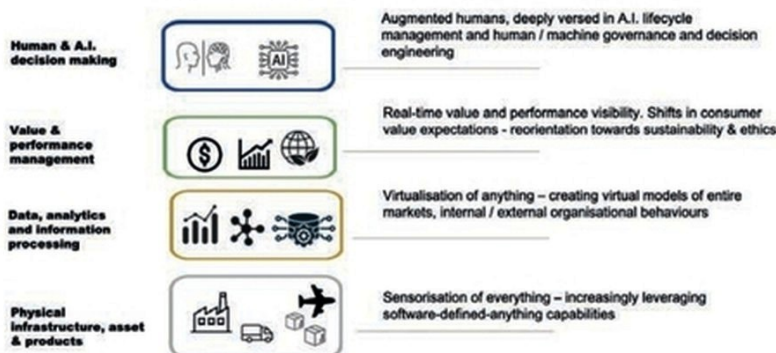 Human & A.I.
decision making
AI
Augmented humans, deeply versed in A.I. lifecycle
management and human / machine governance and decision
engineering
Value &
performance
management
$
Real-time value and performance visibility. Shifts in consumer
value expectations - reorientation towards sustainability & ethics
Data, analytics
and information
processing
Virtualisation of anything – creating virtual models of entire
markets, internal / external organisational behaviours
Physical
infrastructure, asset
& products
Sensorisation of everything – increasingly leveraging
software-defined-anything capabilities